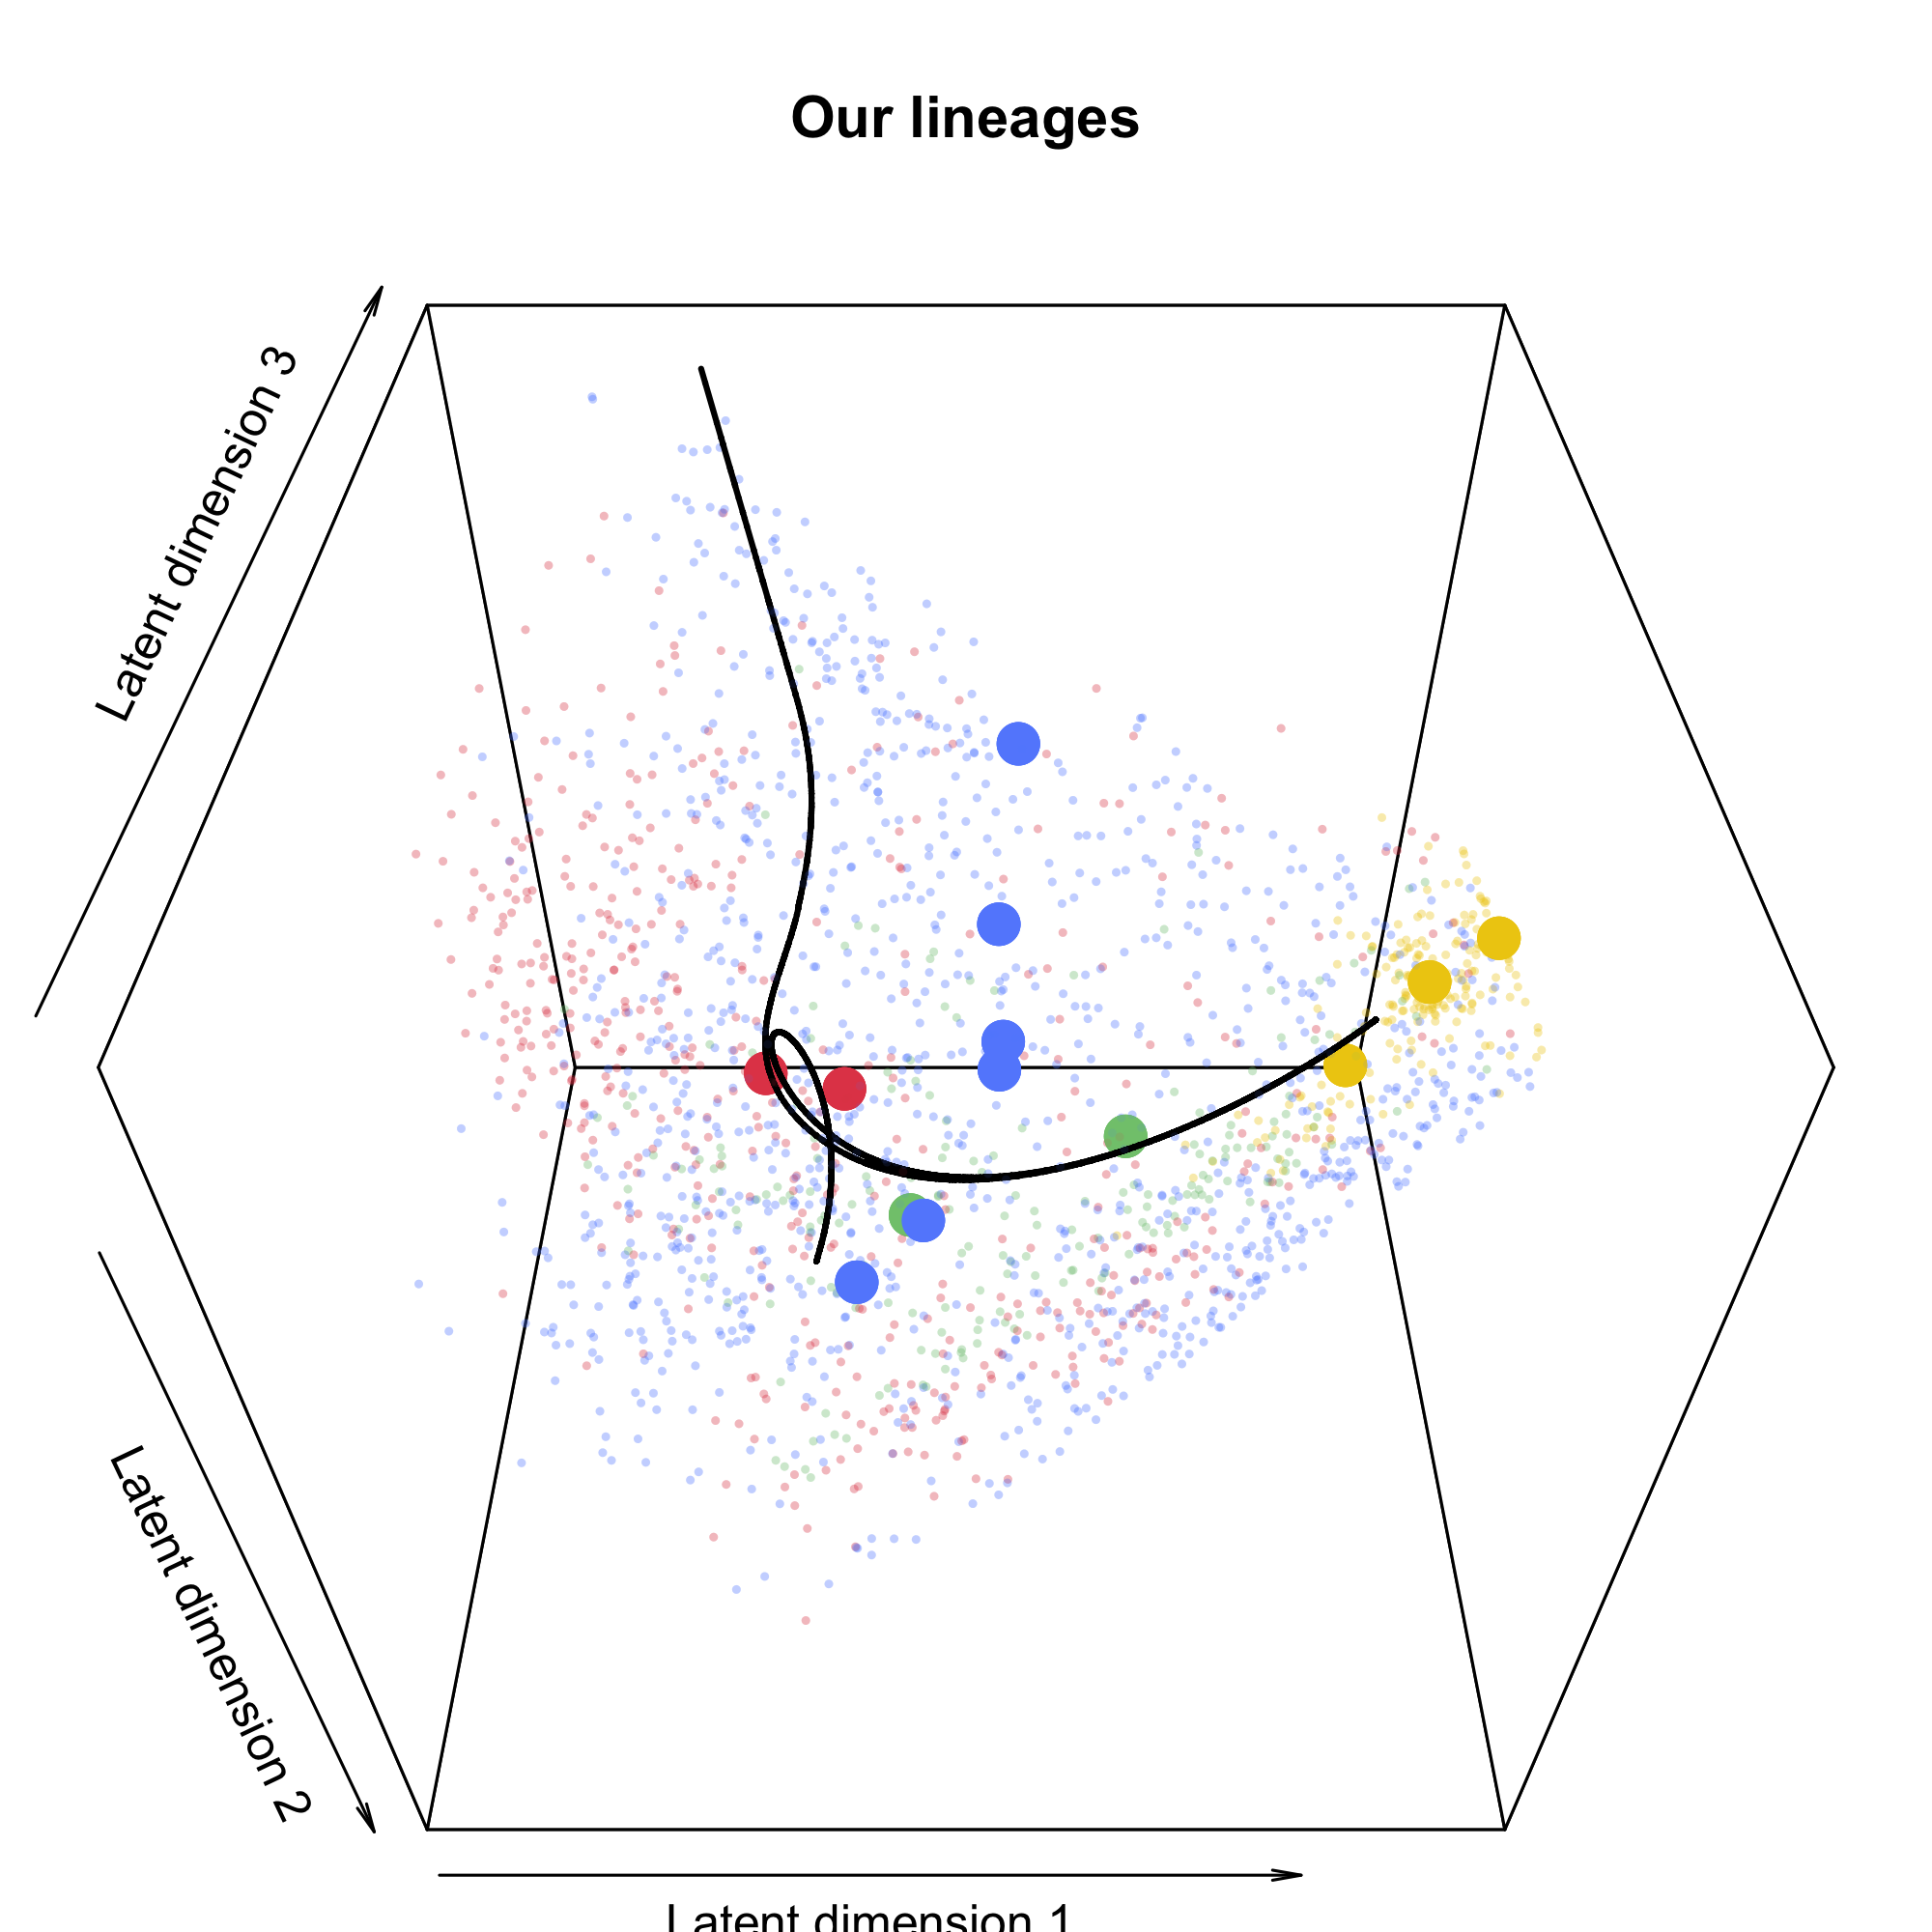 Our lineages
Latent dimension 3
Latent dimension 2
Latent dimension 1